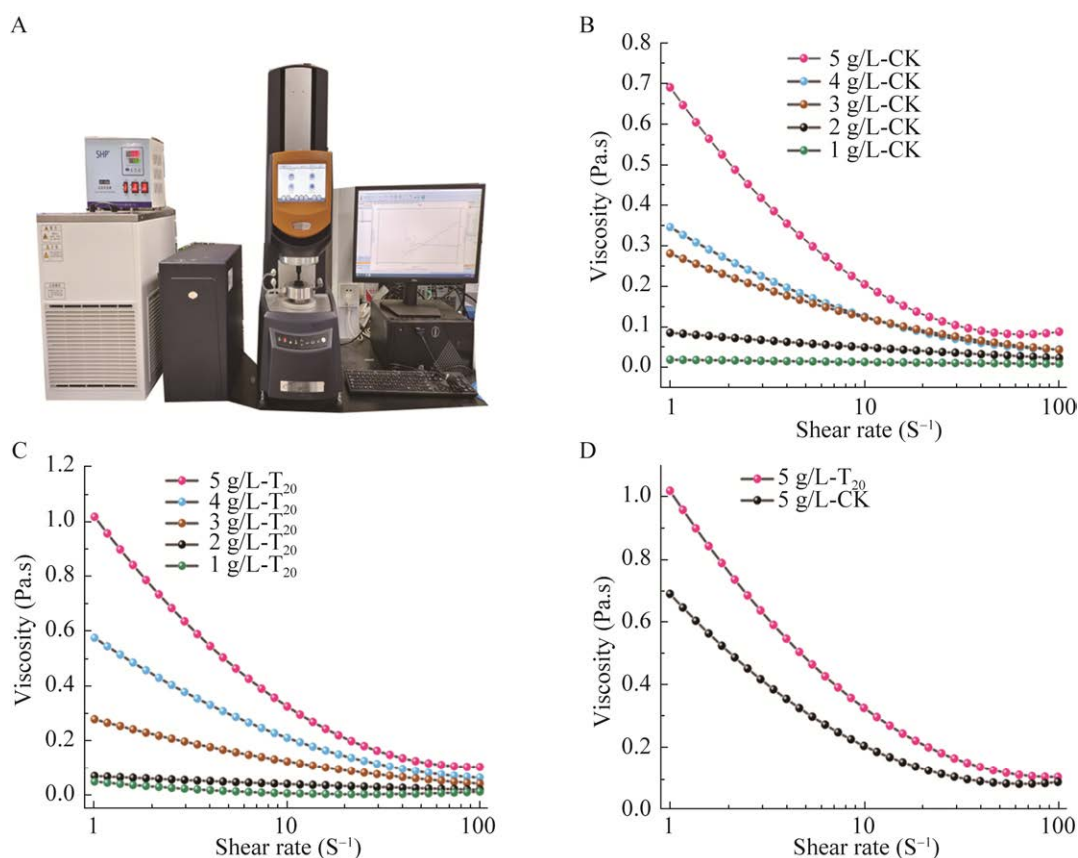 A
SHP
B
Viscosity (Pa.s)
0.8
0.7
0.6
0.5
0.4
0.3
0.2
0.1
0.0
5 g/L-CK
4 g/L-CK
3 g/L-CK
2 g/L-CK
1 g/L-CK
1 10 100
Shear rate (S⁻¹)
C
Viscosity (Pa.s)
1.2
1.0
0.8
0.6
0.4
0.2
0.0
5 g/L-T₂₀
4 g/L-T₂₀
3 g/L-T₂₀
2 g/L-T₂₀
1 g/L-T₂₀
1 10 100
Shear rate (S⁻¹)
D
Viscosity (Pa.s)
1.0
0.8
0.6
0.4
0.2
0.0
5 g/L-T₂₀
5 g/L-CK
1 10 100
Shear rate (S⁻¹)